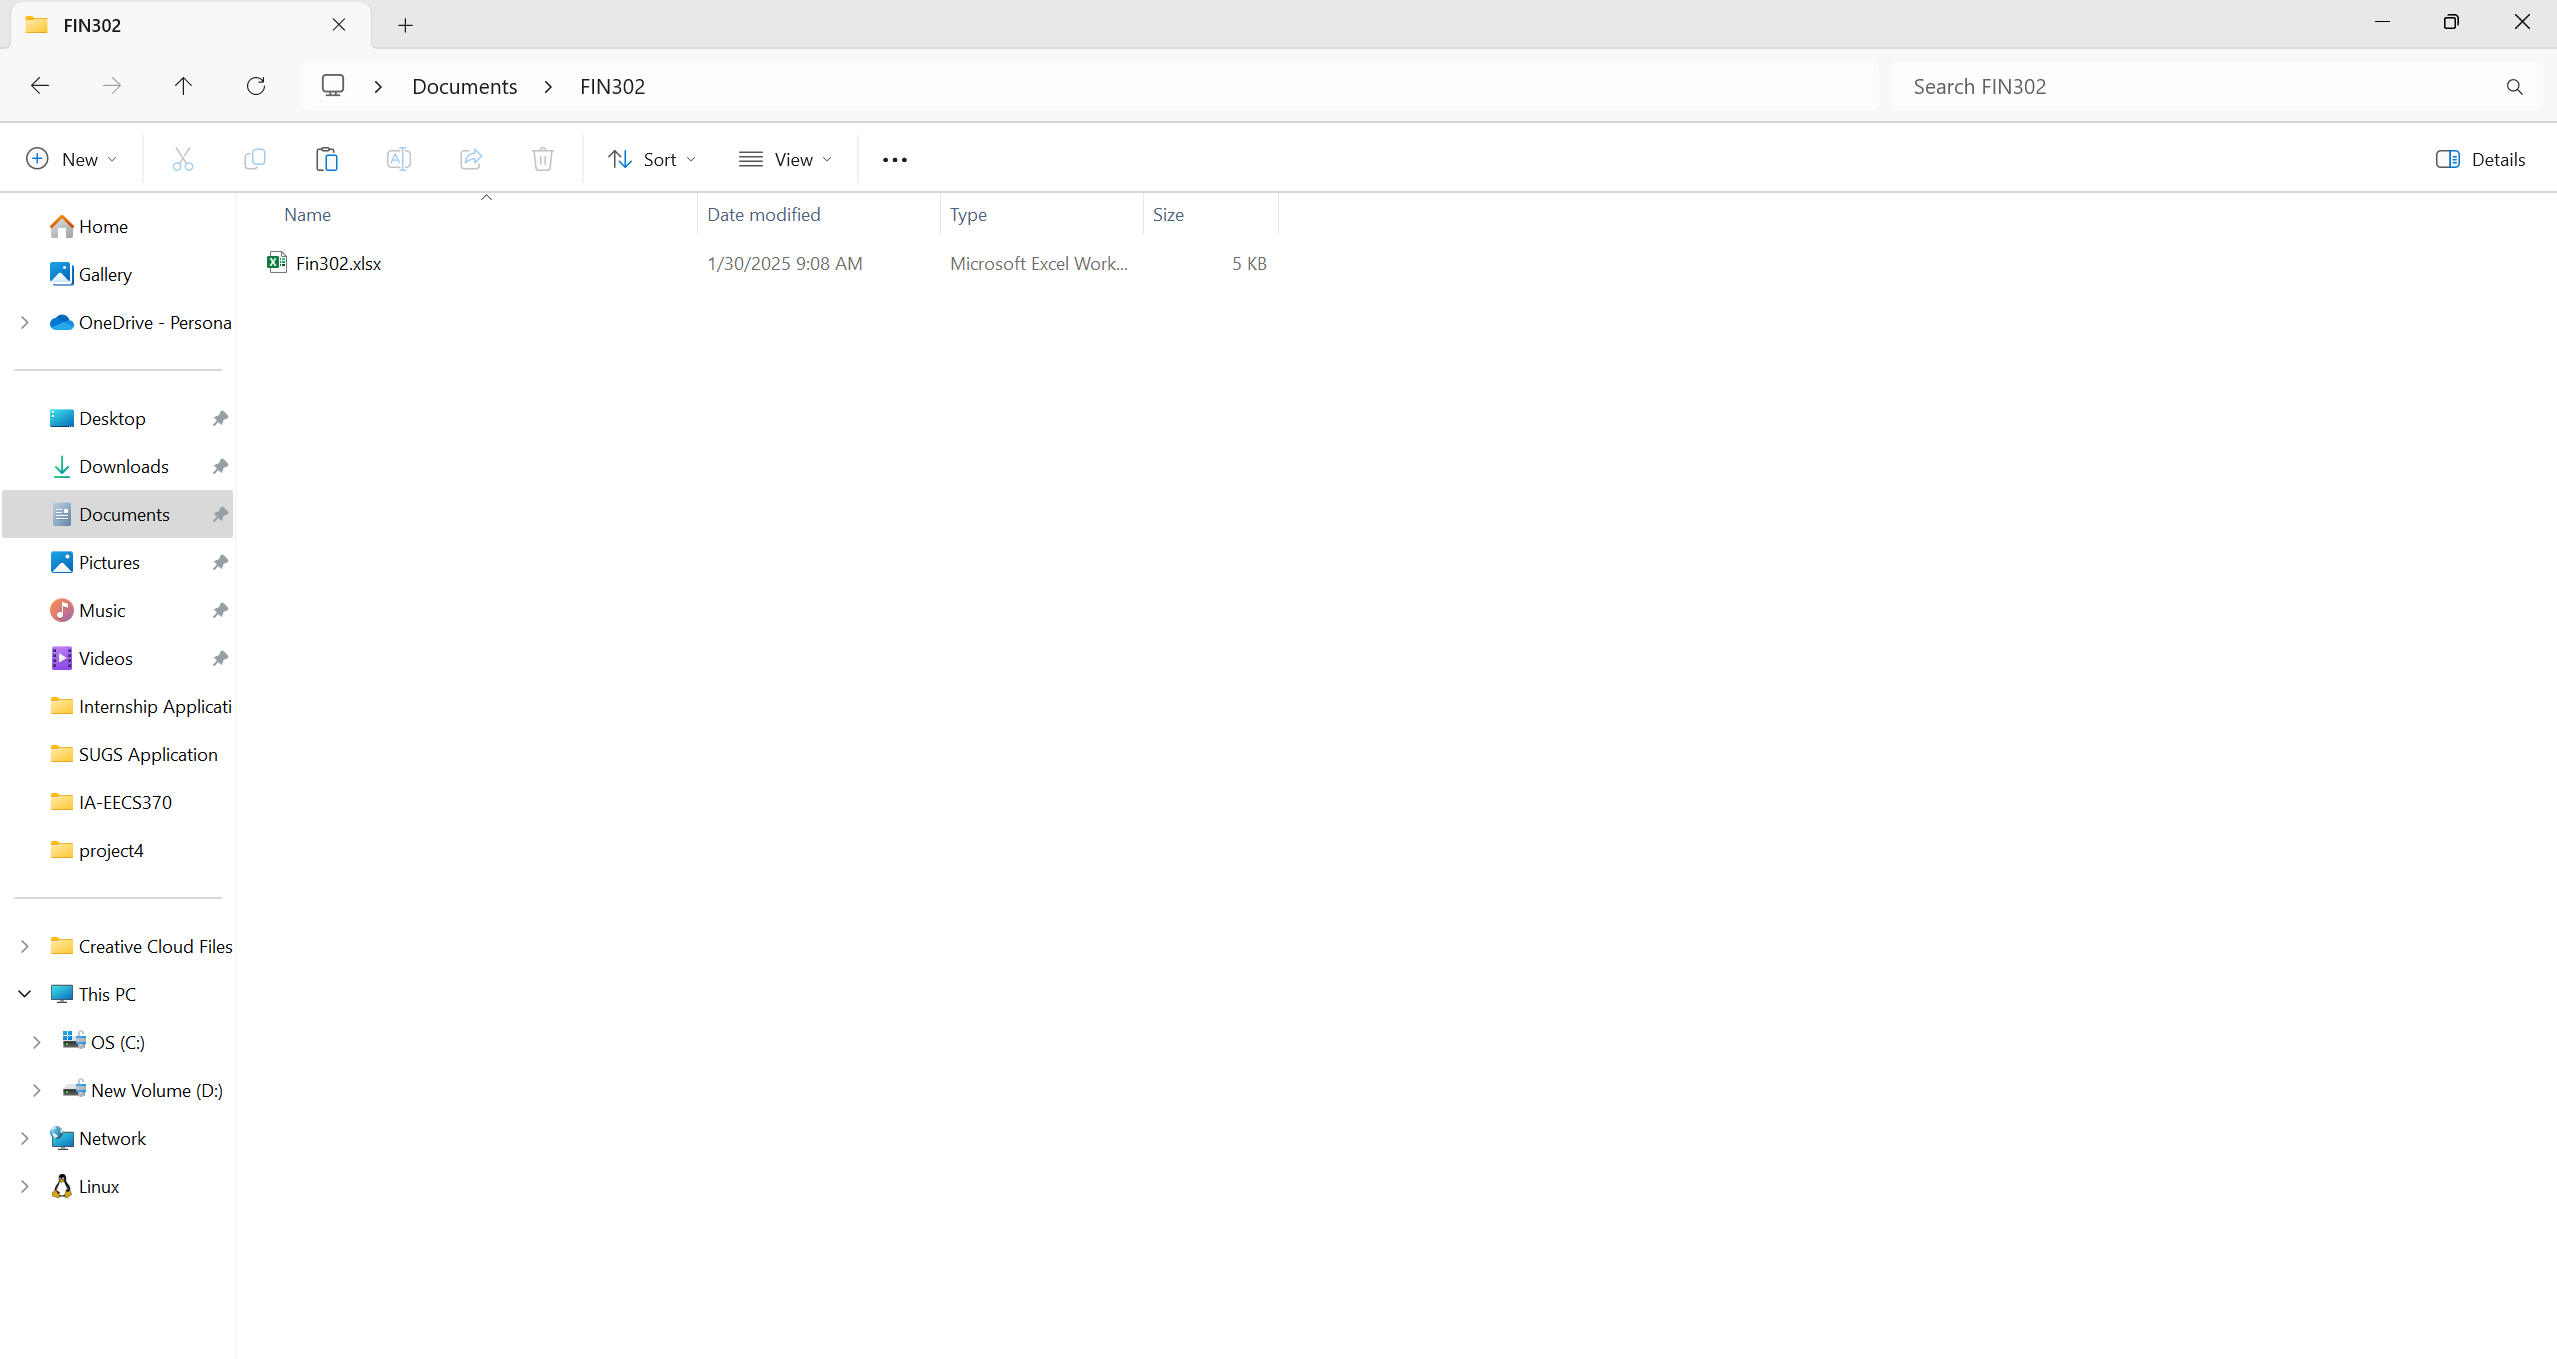 FIN302
Documents > FIN302
Search FIN302
New
Sort
View
Details
Name Date modified Type Size
Fin302.xlsx 1/30/2025 9:08 AM Microsoft Excel Work... 5 KB
Home
Gallery
OneDrive - Persona
Desktop
Downloads
Documents
Pictures
Music
Videos
Internship Applicati
SUGS Application
IA-EECS370
project4
Creative Cloud Files
This PC
OS (C:)
New Volume (D:)
Network
Linux